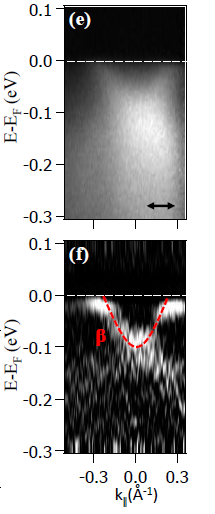 (e)
0.1
0.0
-0.1
-0.2
-0.3
E-E_F (eV)
(f)
0.1
0.0
-0.1
-0.2
-0.3
E-E_F (eV)
β
-0.3 0.0 0.3
k_∥(Å⁻¹)